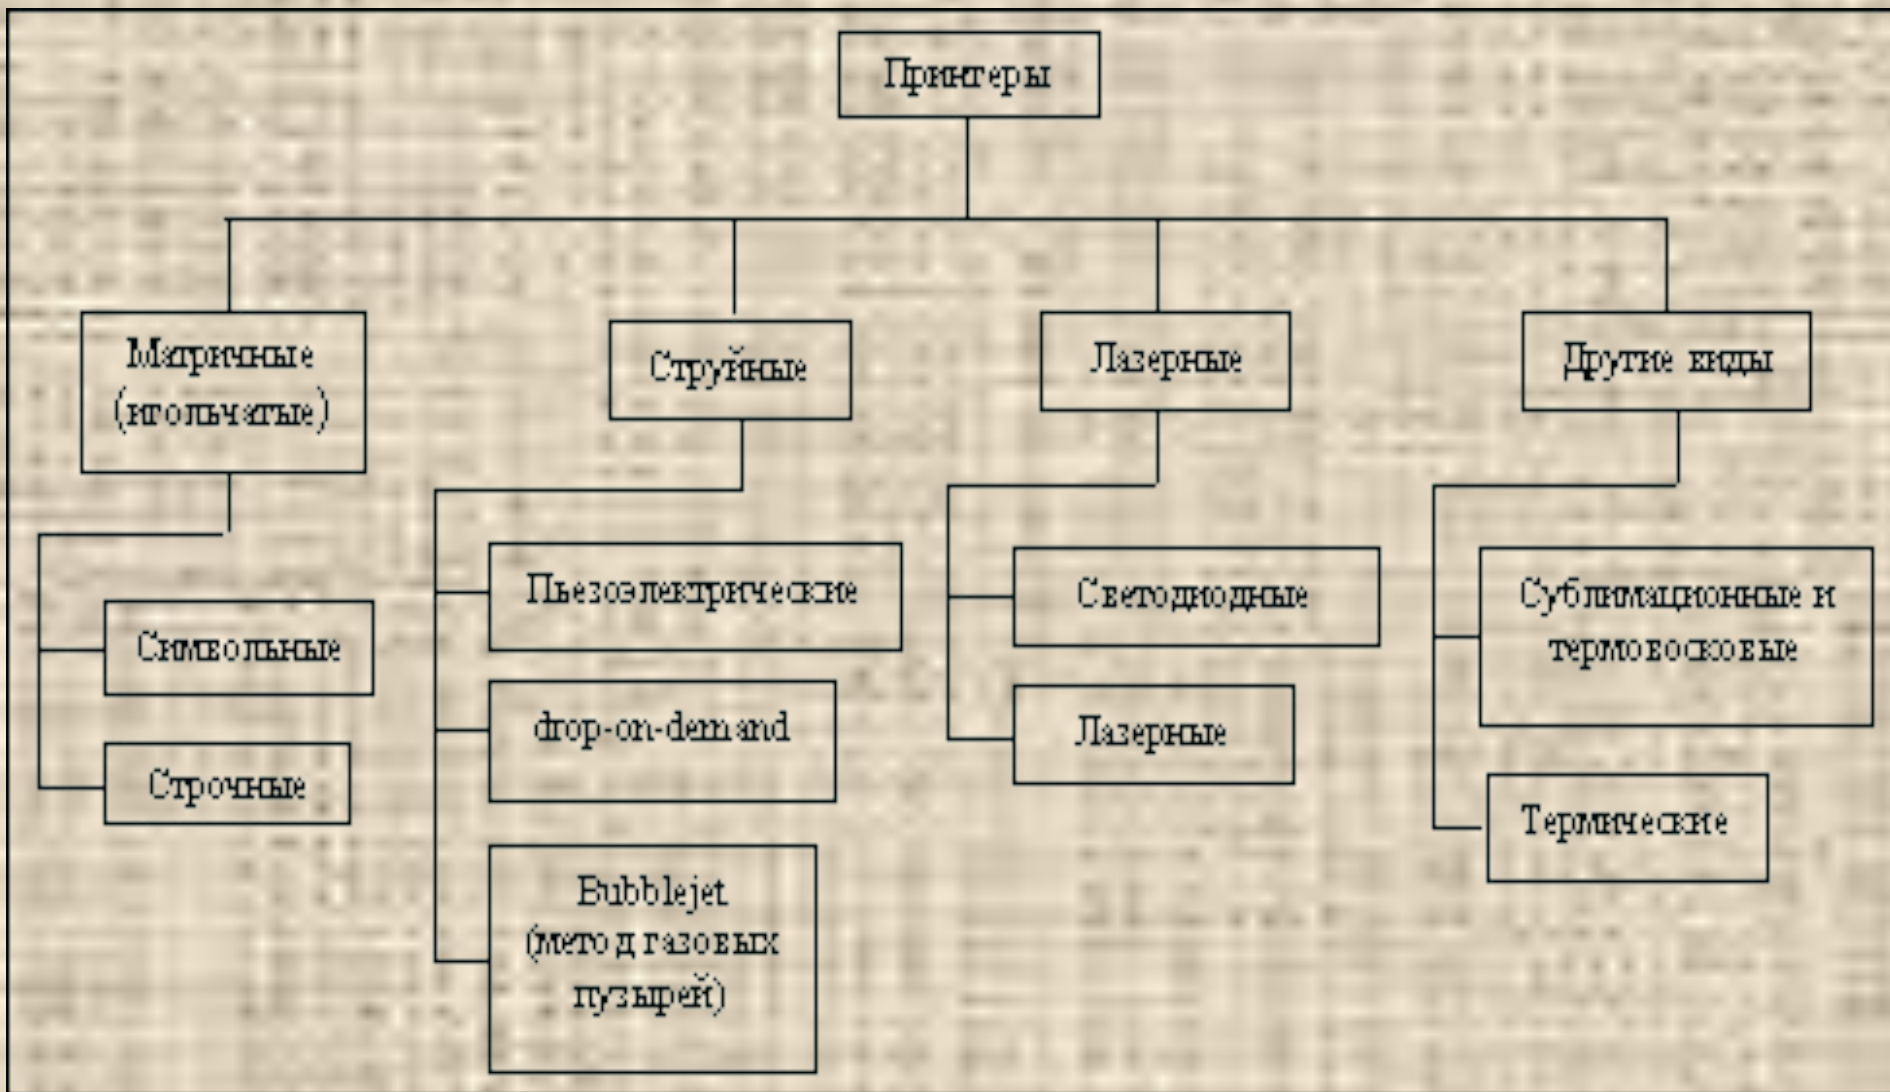 Принтеры
Матричные
(игольчатые)
Струйные
Лазерные
Другие виды
Символьные
Строчные
Пьезоэлектрические
drop-on-demand
Bubblejet
(метод газовых
пузырей)
Светодиодные
Лазерные
Сублимационные и
термовосковые
Термические